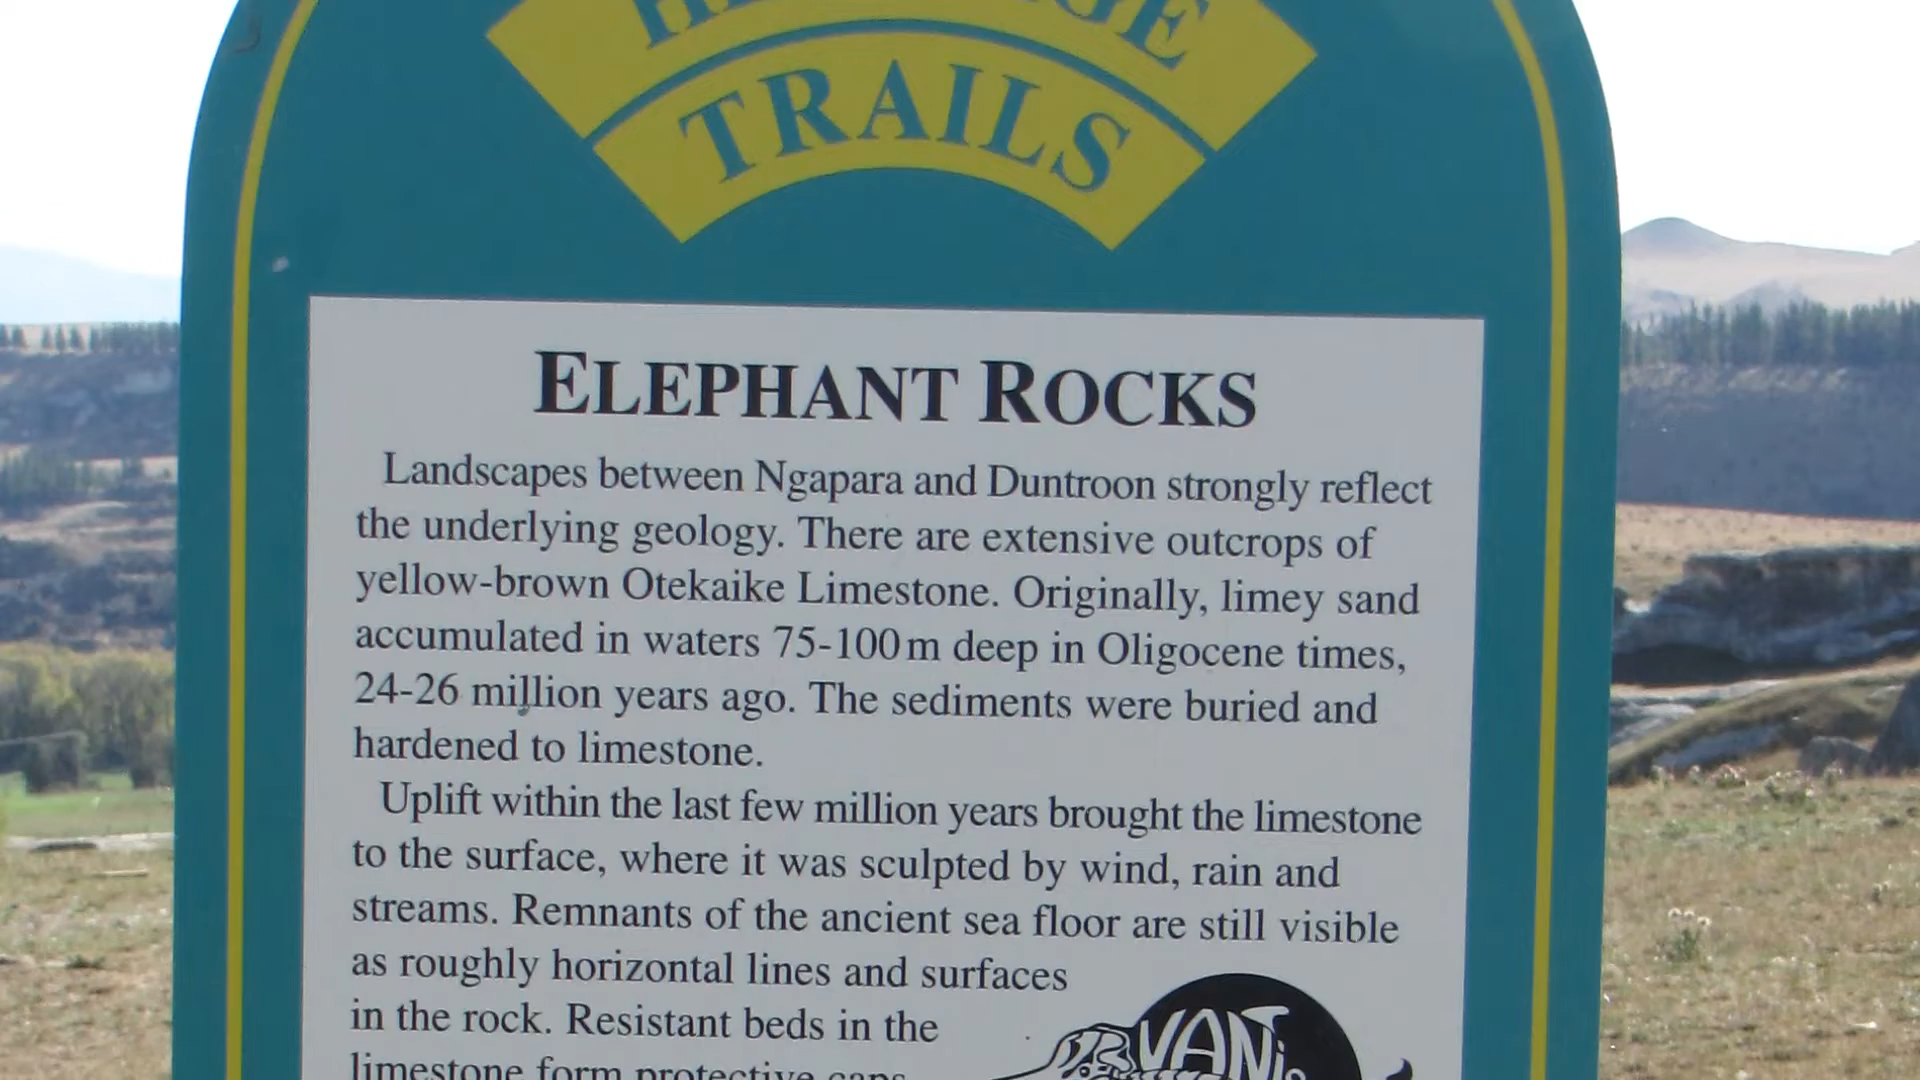 TRAILS
ELEPHANT ROCKS
Landscapes between Ngapara and Duntroon strongly reflect
the underlying geology. There are extensive outcrops of
yellow-brown Otekaike Limestone. Originally, limey sand
accumulated in waters 75-100m deep in Oligocene times,
24-26 million years ago. The sediments were buried and
hardened to limestone.
Uplift within the last few million years brought the limestone
to the surface, where it was sculpted by wind, rain and
streams. Remnants of the ancient sea floor are still visible
as roughly horizontal lines and surfaces
in the rock. Resistant beds in the
limestone form protective caps